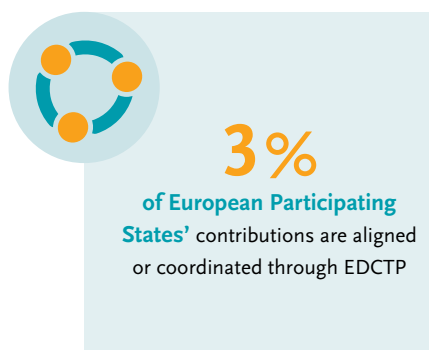 3%
of European Participating
States’ contributions are aligned
or coordinated through EDCTP